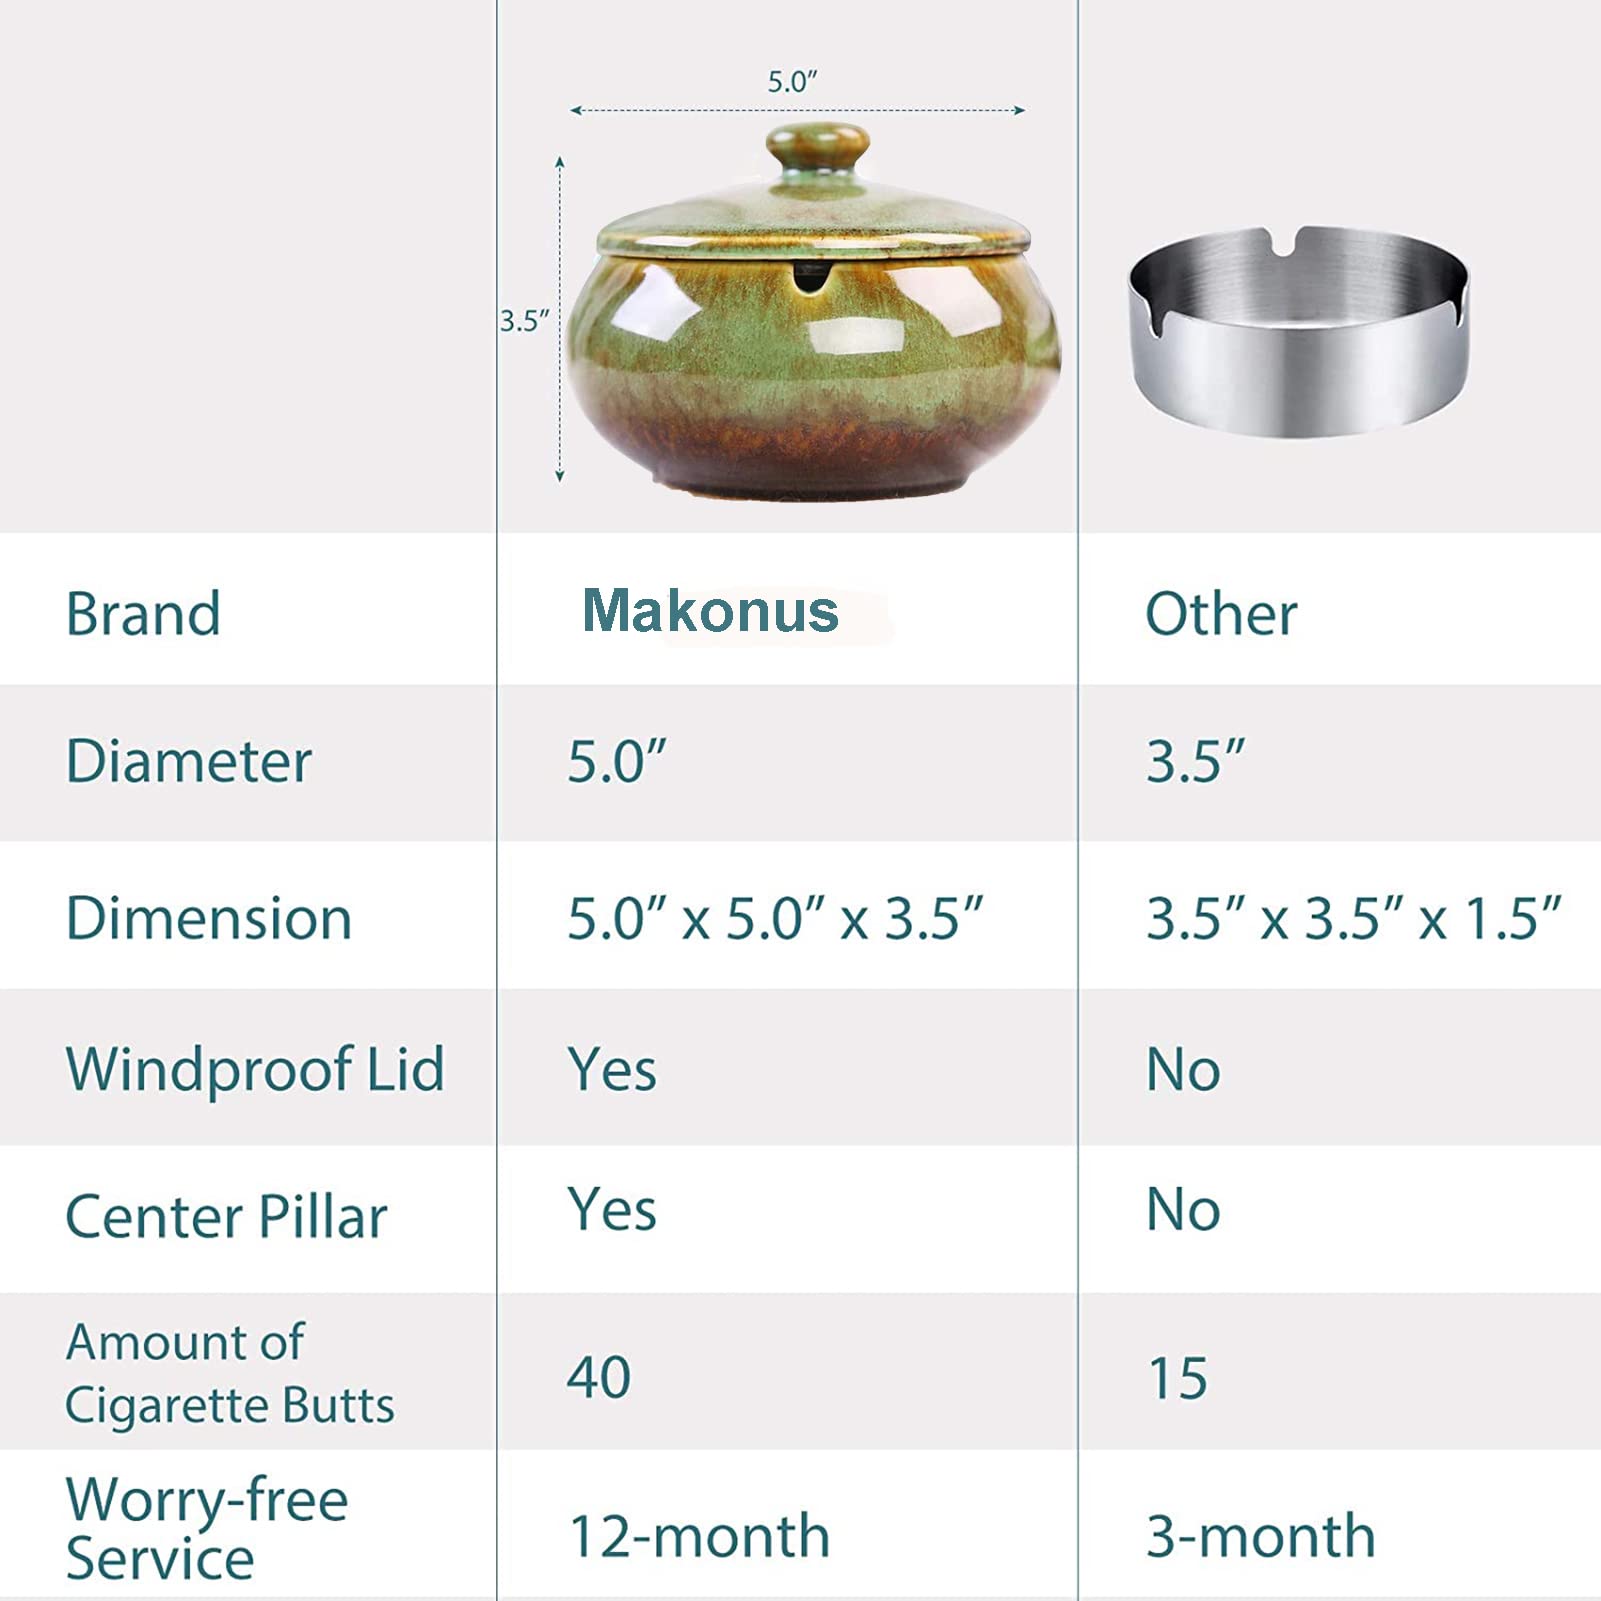 5.0”
3.5”
Brand Makonus Other
Diameter 5.0” 3.5”
Dimension 5.0” x 5.0” x 3.5” 3.5” x 3.5” x 1.5”
Windproof Lid Yes No
Center Pillar Yes No
Amount of
Cigarette Butts 40 15
Worry-free
Service 12-month 3-month